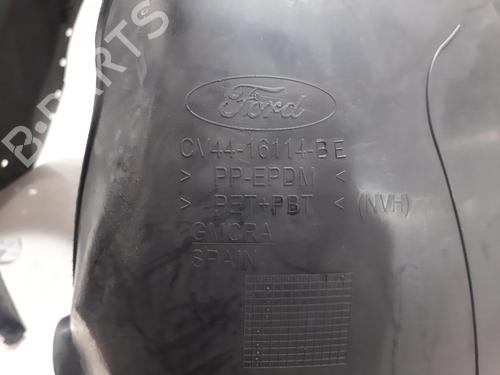 B-PARTS
Ford
CV44-16114-BE
> PP-EPDM <
> PET+PBT < (NVH)
GMCRA
SPAIN